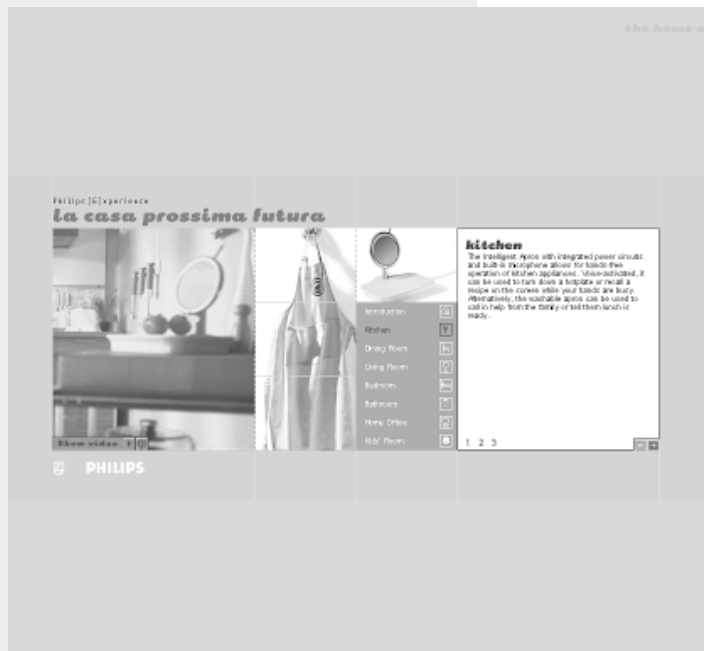 the home o
Philips [E]xperience
la casa prossima futura
kitchen
The Intelligent Apron with integrated power circuits
and built-in microphone allows for hands-free
operation of kitchen appliances. Voice-activated, it
can be used to turn down a hotplate or recall a
recipe on the screen while your hands are busy.
Alternatively, the washable apron can be used to
call in help from the family or tell them lunch is
ready.
Introduction
Kitchen
Dining Room
Living Room
Bedroom
Bathroom
Home Office
Kids' Room
Show video
1 2 3
PHILIPS